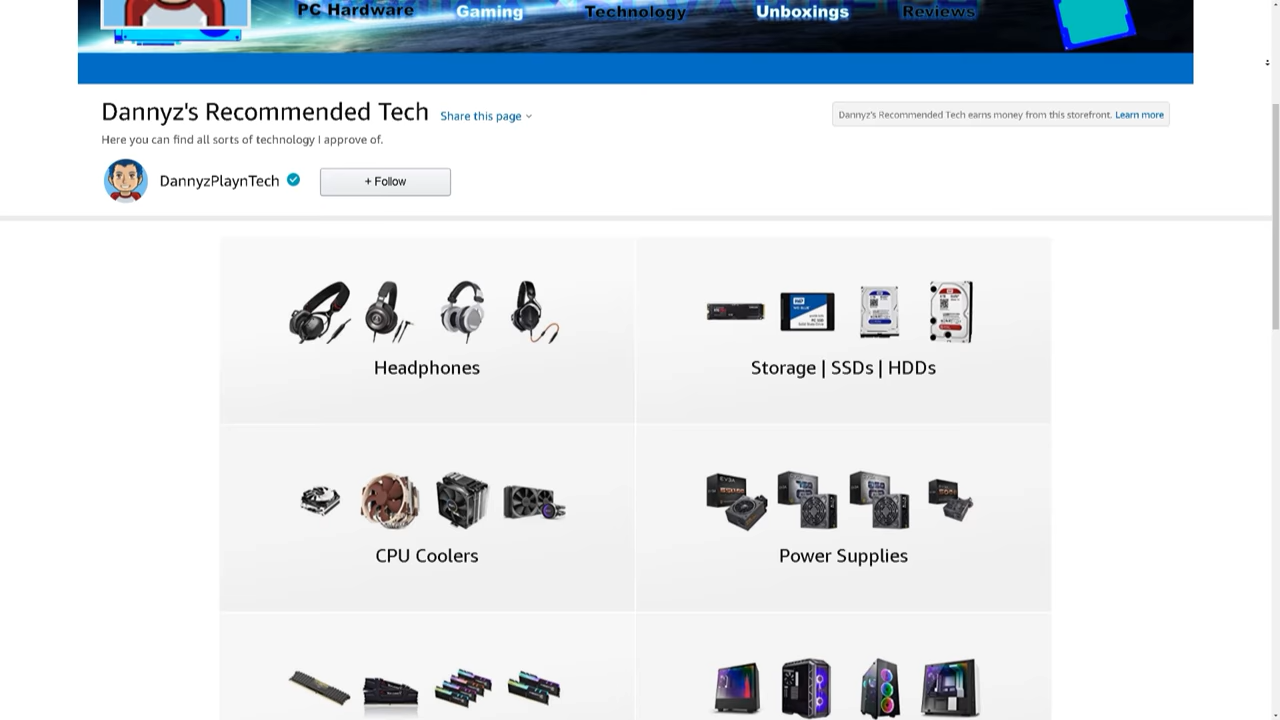 PC Hardware Gaming Technology Unboxings Reviews
Dannyz's Recommended Tech Share this page
Dannyz's Recommended Tech earns money from this storefront. Learn more
Here you can find all sorts of technology I approve of.
DannyzPlaynTech + Follow
Headphones
Storage | SSDs | HDDs
CPU Coolers
Power Supplies